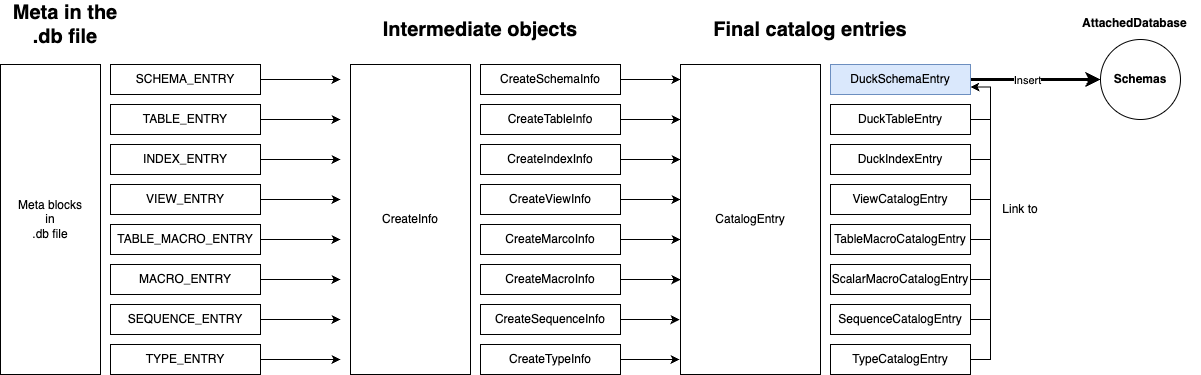 Meta in the
.db file
Intermediate objects
Final catalog entries
AttachedDatabase
Meta blocks
in
.db file
SCHEMA_ENTRY
TABLE_ENTRY
INDEX_ENTRY
VIEW_ENTRY
TABLE_MACRO_ENTRY
MACRO_ENTRY
SEQUENCE_ENTRY
TYPE_ENTRY
CreateInfo
CreateSchemaInfo
CreateTableInfo
CreateIndexInfo
CreateViewInfo
CreateMarcoInfo
CreateMacroInfo
CreateSequenceInfo
CreateTypeInfo
CatalogEntry
DuckSchemaEntry
DuckTableEntry
DuckIndexEntry
ViewCatalogEntry
TableMacroCatalogEntry
ScalarMacroCatalogEntry
SequenceCatalogEntry
TypeCatalogEntry
Insert
Link to
Schemas